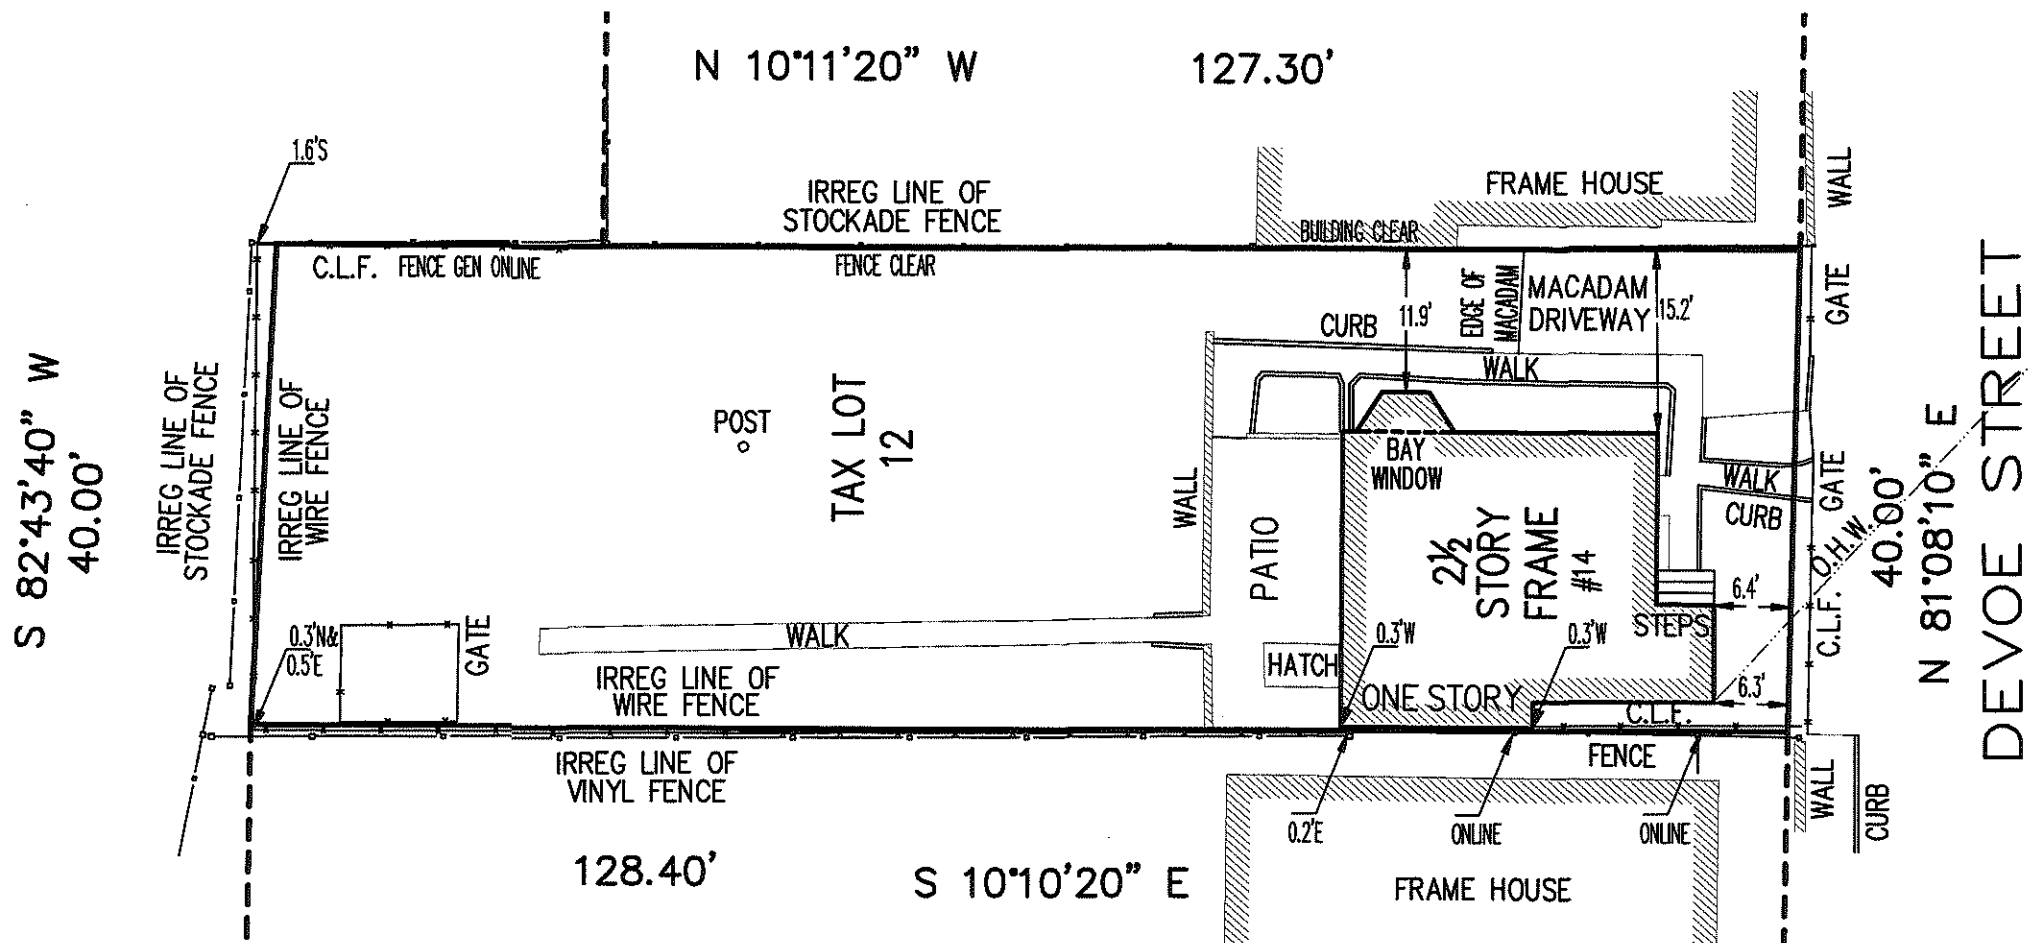 N 10°11'20" W 127.30'
1.6'S
IRREG LINE OF
STOCKADE FENCE
FRAME HOUSE
WALL
BUILDING CLEAR
C.L.F. FENCE GEN ONLINE
FENCE CLEAR
EDGE OF
MACADAM
MACADAM
DRIVEWAY
15.2'
11.9'
GATE
CURB
WALK
S 82°43'40" W
40.00'
IRREG LINE OF
STOCKADE FENCE
IRREG LINE OF
WIRE FENCE
POST
TAX LOT
12
WALL
PATIO
BAY
WINDOW
2½
STORY
FRAME
#14
WALK
CURB
GATE
O.H.W.
40.00'
N 81°08'10" E
DEVOE STREET
C.L.F.
6.4'
STEPS
0.3'N&
0.5'E
GATE
WALK
HATCH
0.3'W
0.3'W
6.3'
IRREG LINE OF
WIRE FENCE
ONE STORY
C.L.F.
FENCE
IRREG LINE OF
VINYL FENCE
WALL
CURB
0.2'E
ONLINE
ONLINE
128.40' S 10°10'20" E
FRAME HOUSE